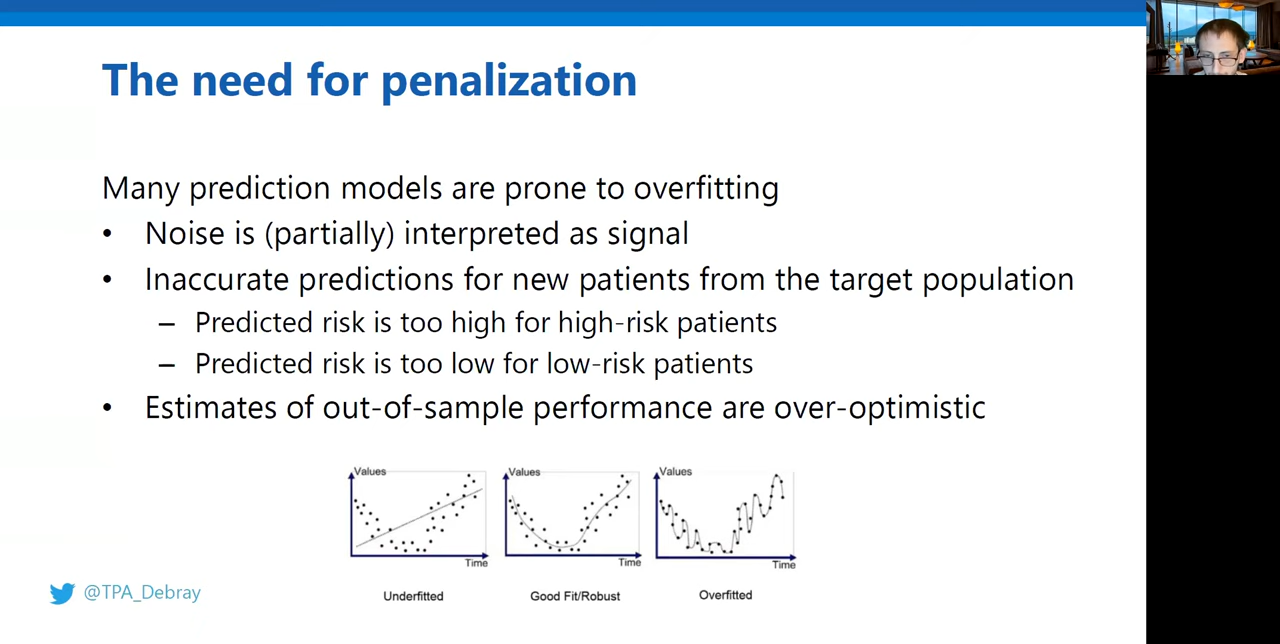 The need for penalization
Many prediction models are prone to overfitting
• Noise is (partially) interpreted as signal
• Inaccurate predictions for new patients from the target population
– Predicted risk is too high for high-risk patients
– Predicted risk is too low for low-risk patients
• Estimates of out-of-sample performance are over-optimistic
Values
Time
Underfitted
Values
Time
Good Fit/Robust
Values
Time
Overfitted
@TPA_Debray